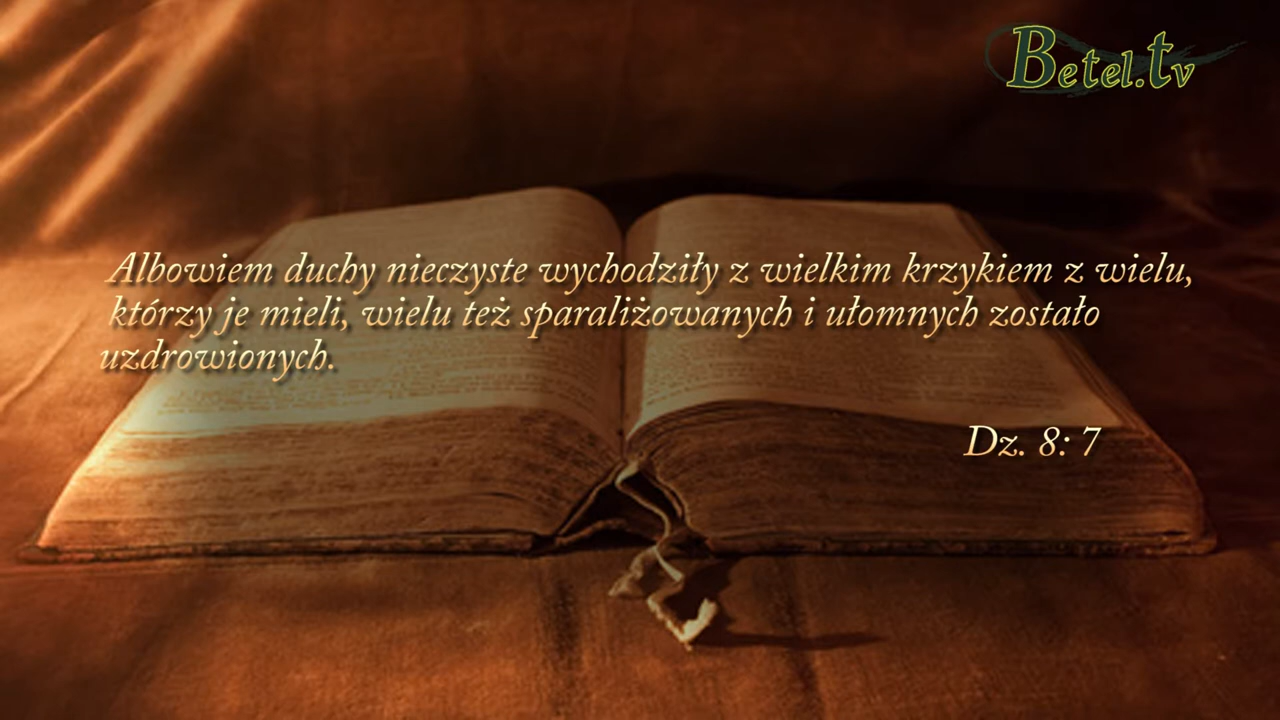 Betel.tv
Albowiem duchy nieczyste wychodziły z wielkim krzykiem z wielu,
którzy je mieli, wielu też sparaliżowanych i ułomnych zostało
uzdrowionych.
Dz. 8: 7